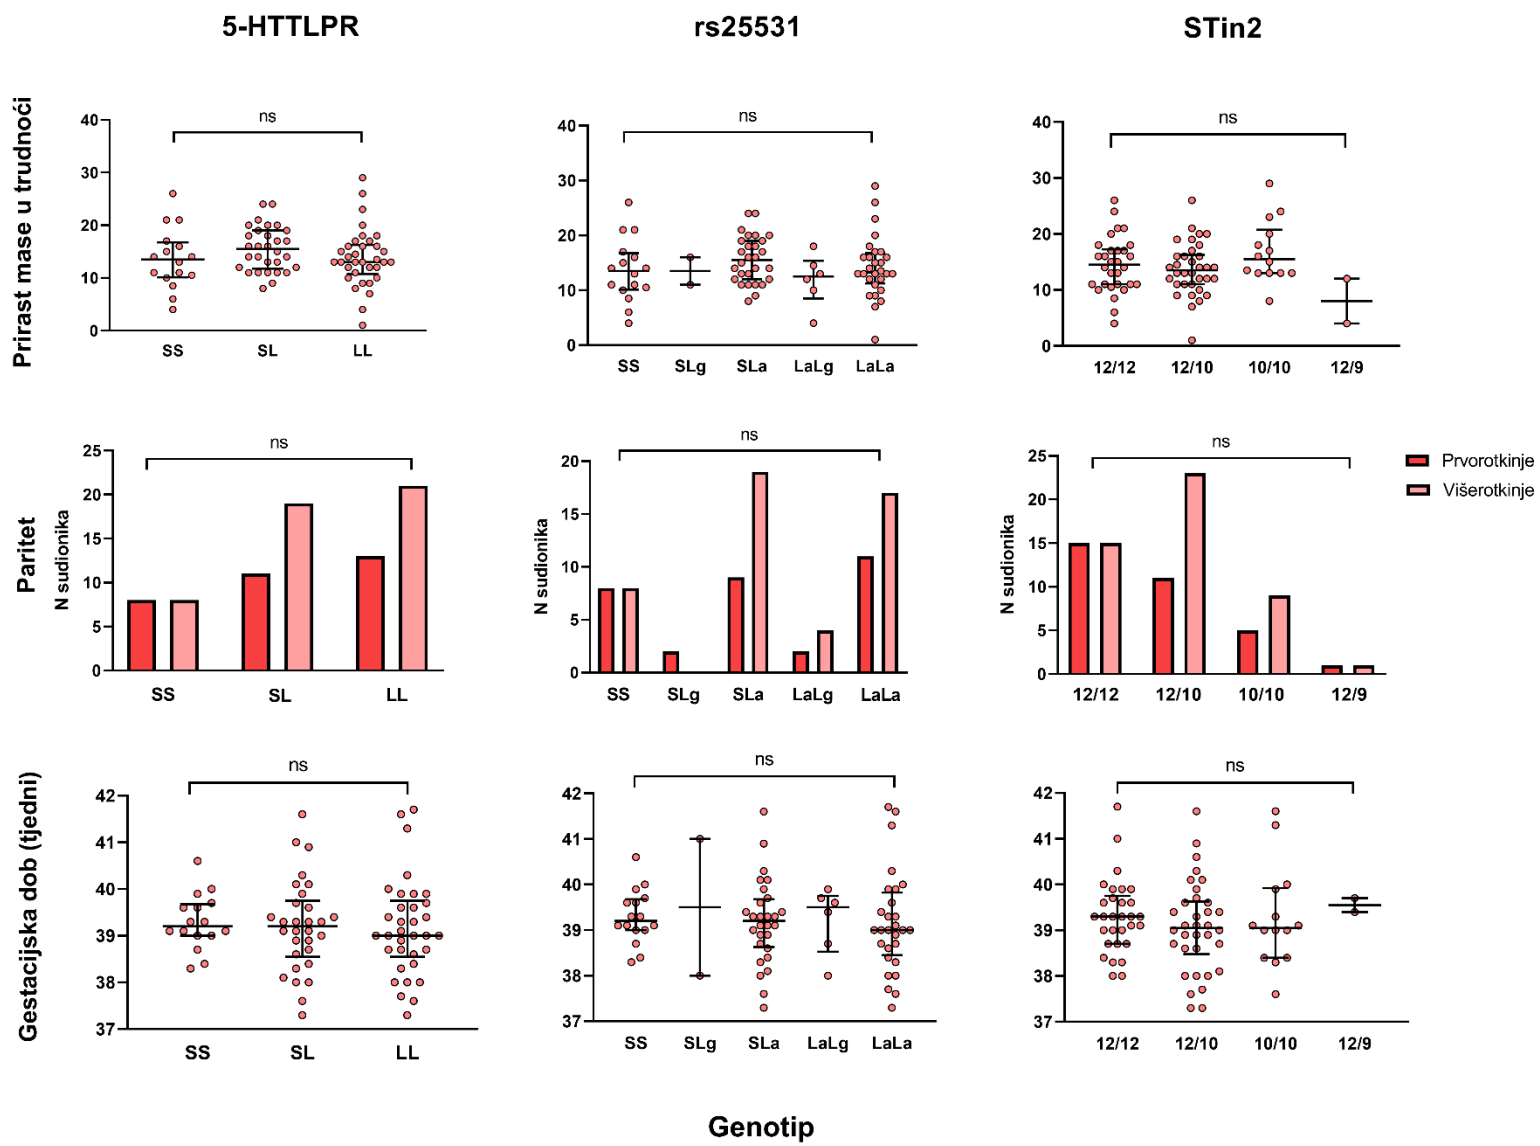 5-HTTLPR rs25531 STin2
Prirast mase u trudnoći
40
30
20
10
0
ns
SS SL LL
40
30
20
10
0
ns
SS SLg SLa LaLg LaLa
40
30
20
10
0
ns
12/12 12/10 10/10 12/9
Paritet
N sudionika
25
20
15
10
5
0
ns
SS SL LL
N sudionika
20
15
10
5
0
ns
SS SLg SLa LaLg LaLa
N sudionika
25
20
15
10
5
0
ns
12/12 12/10 10/10 12/9
Prvorotkinje
Višerotkinje
Gestacijska dob (tjedni)
42
41
40
39
38
37
ns
SS SL LL
42
41
40
39
38
37
ns
SS SLg SLa LaLg LaLa
42
41
40
39
38
37
ns
12/12 12/10 10/10 12/9
Genotip